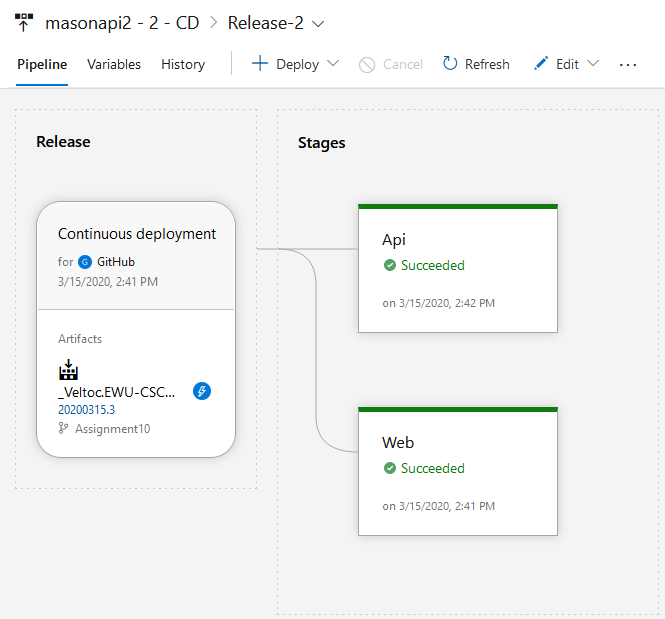 masonapi2 - 2 - CD > Release-2
Pipeline Variables History Deploy Cancel Refresh Edit ...
Release
Continuous deployment
for G GitHub
3/15/2020, 2:41 PM
Artifacts
_Veltoc.EWU-CSC...
20200315.3
Assignment10
Stages
Api
Succeeded
on 3/15/2020, 2:42 PM
Web
Succeeded
on 3/15/2020, 2:41 PM